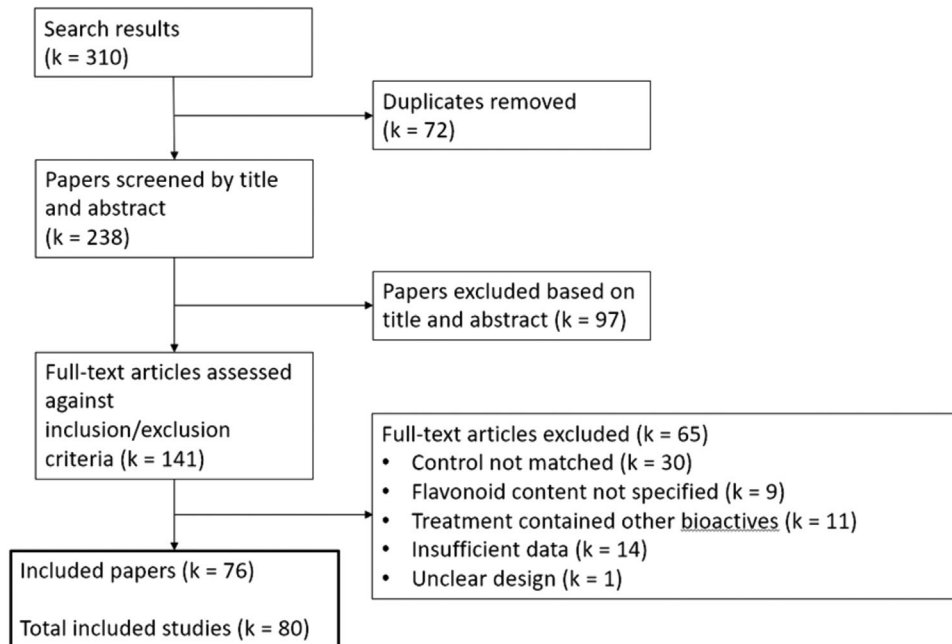 Search results
(k = 310)
Duplicates removed
(k = 72)
Papers screened by title
and abstract
(k = 238)
Papers excluded based on
title and abstract (k = 97)
Full-text articles assessed
against
inclusion/exclusion
criteria (k = 141)
Full-text articles excluded (k = 65)
• Control not matched (k = 30)
• Flavonoid content not specified (k = 9)
• Treatment contained other bioactives (k = 11)
• Insufficient data (k = 14)
• Unclear design (k = 1)
Included papers (k = 76)
Total included studies (k = 80)